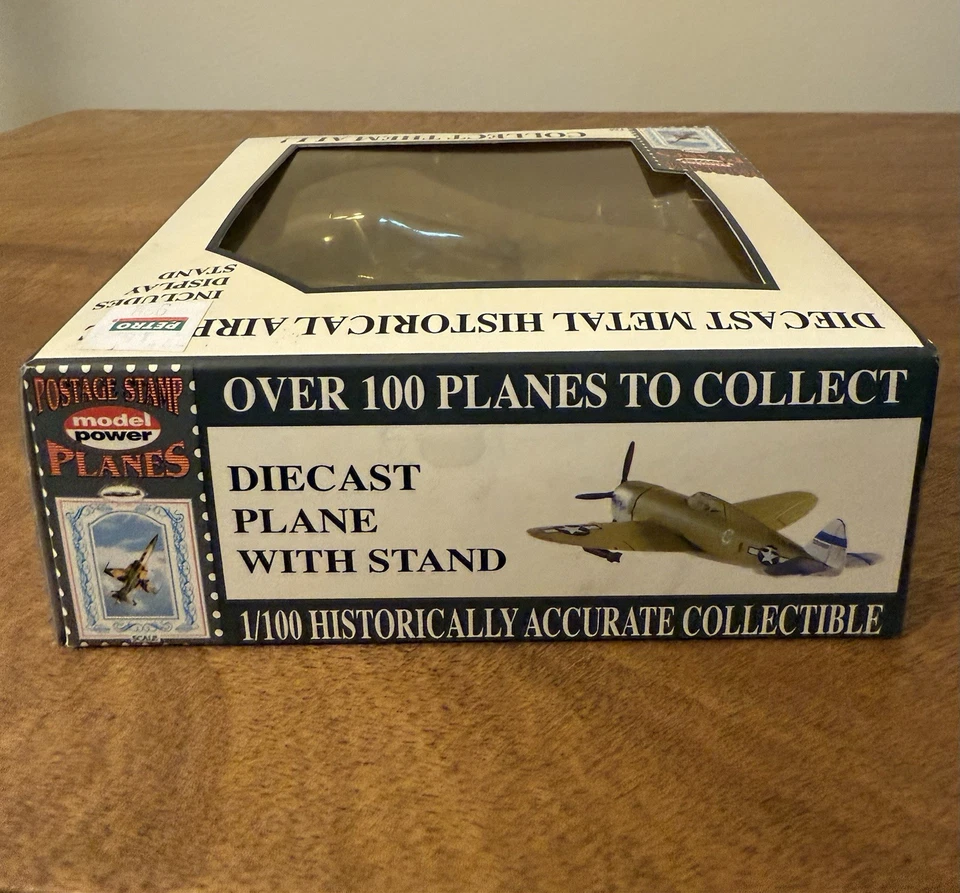 COLLECT THEM ALL!
INCLUDES
DISPLAY
STAND
PETRO
DIECAST METAL HISTORICAL
POSTAGE STAMP
model
power
PLANES
SCALE
OVER 100 PLANES TO COLLECT
DIECAST
PLANE
WITH STAND
1/100 HISTORICALLY ACCURATE COLLECTIBLE